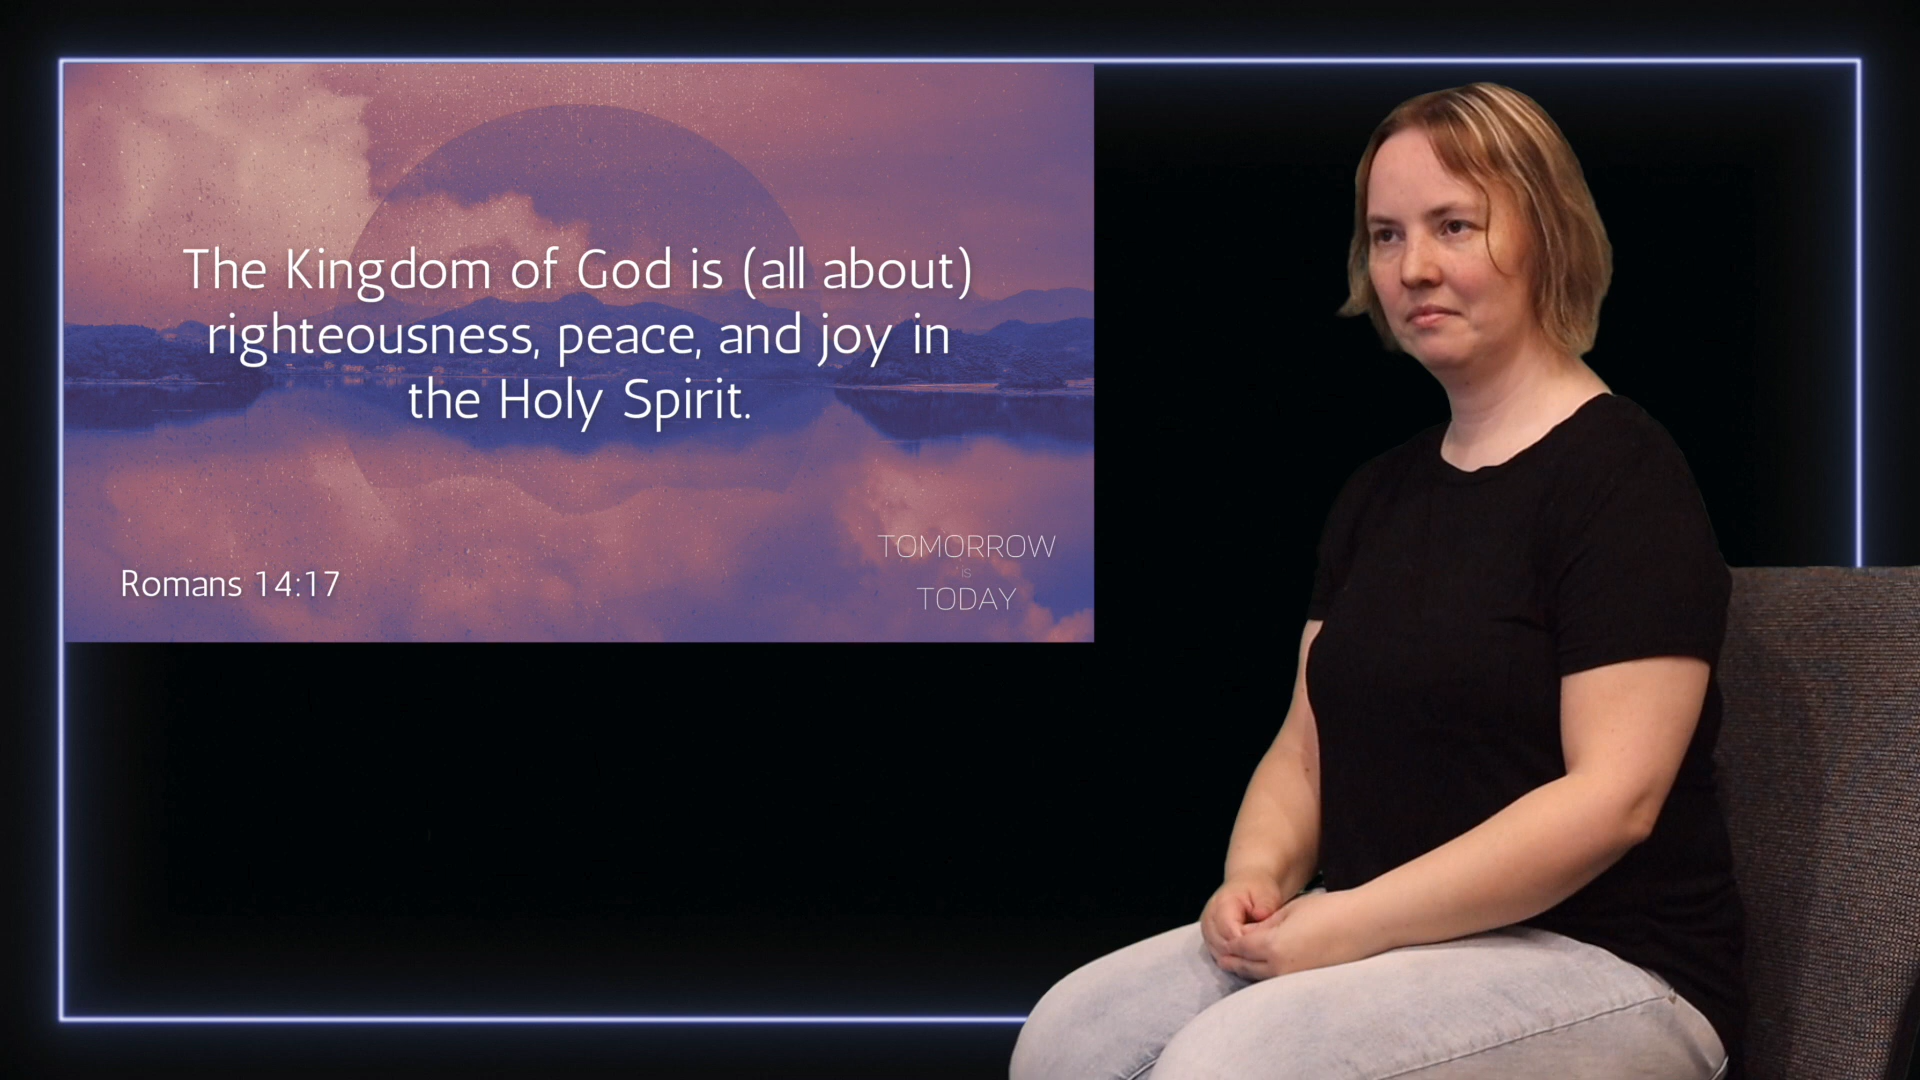 The Kingdom of God is (all about)
righteousness, peace, and joy in
the Holy Spirit.
Romans 14:17
TOMORROW
is
TODAY